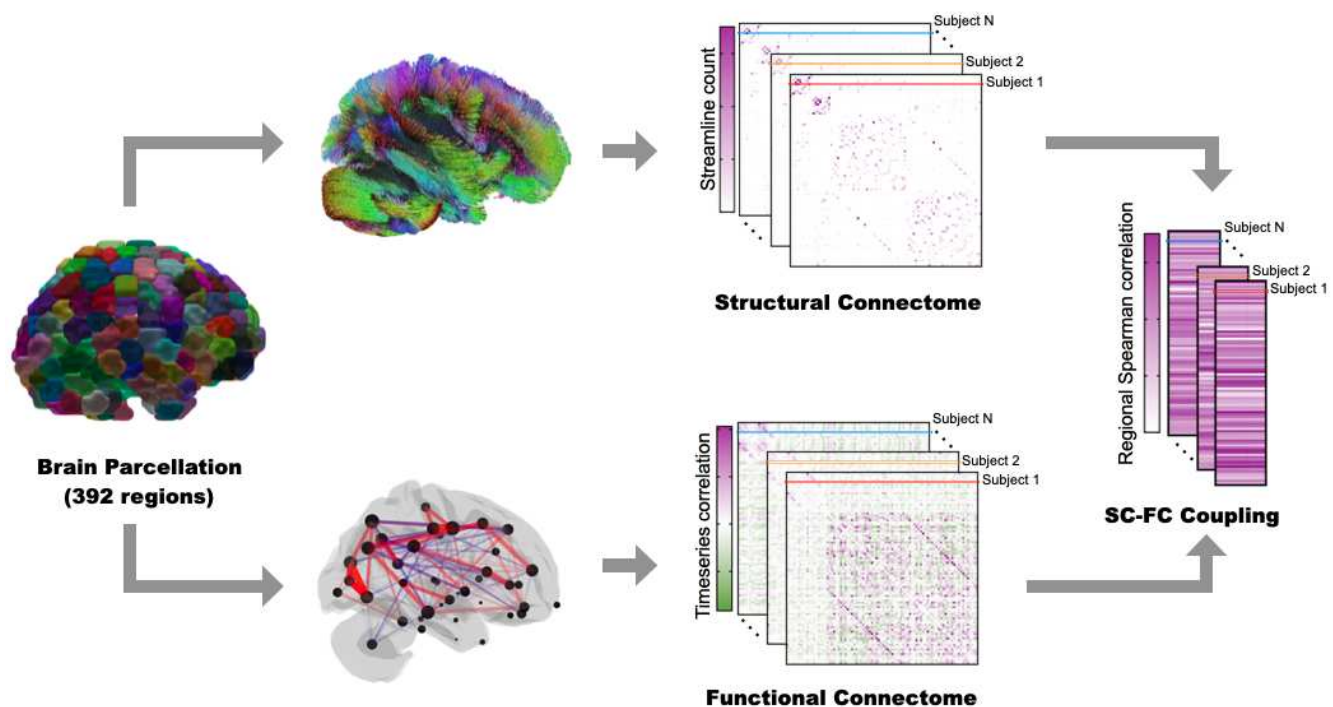 Brain Parcellation
(392 regions)
Streamline count
Subject N
Subject 2
Subject 1
Structural Connectome
Timeseries correlation
Subject N
Subject 2
Subject 1
Functional Connectome
Regional Spearman correlation
Subject N
Subject 2
Subject 1
SC-FC Coupling